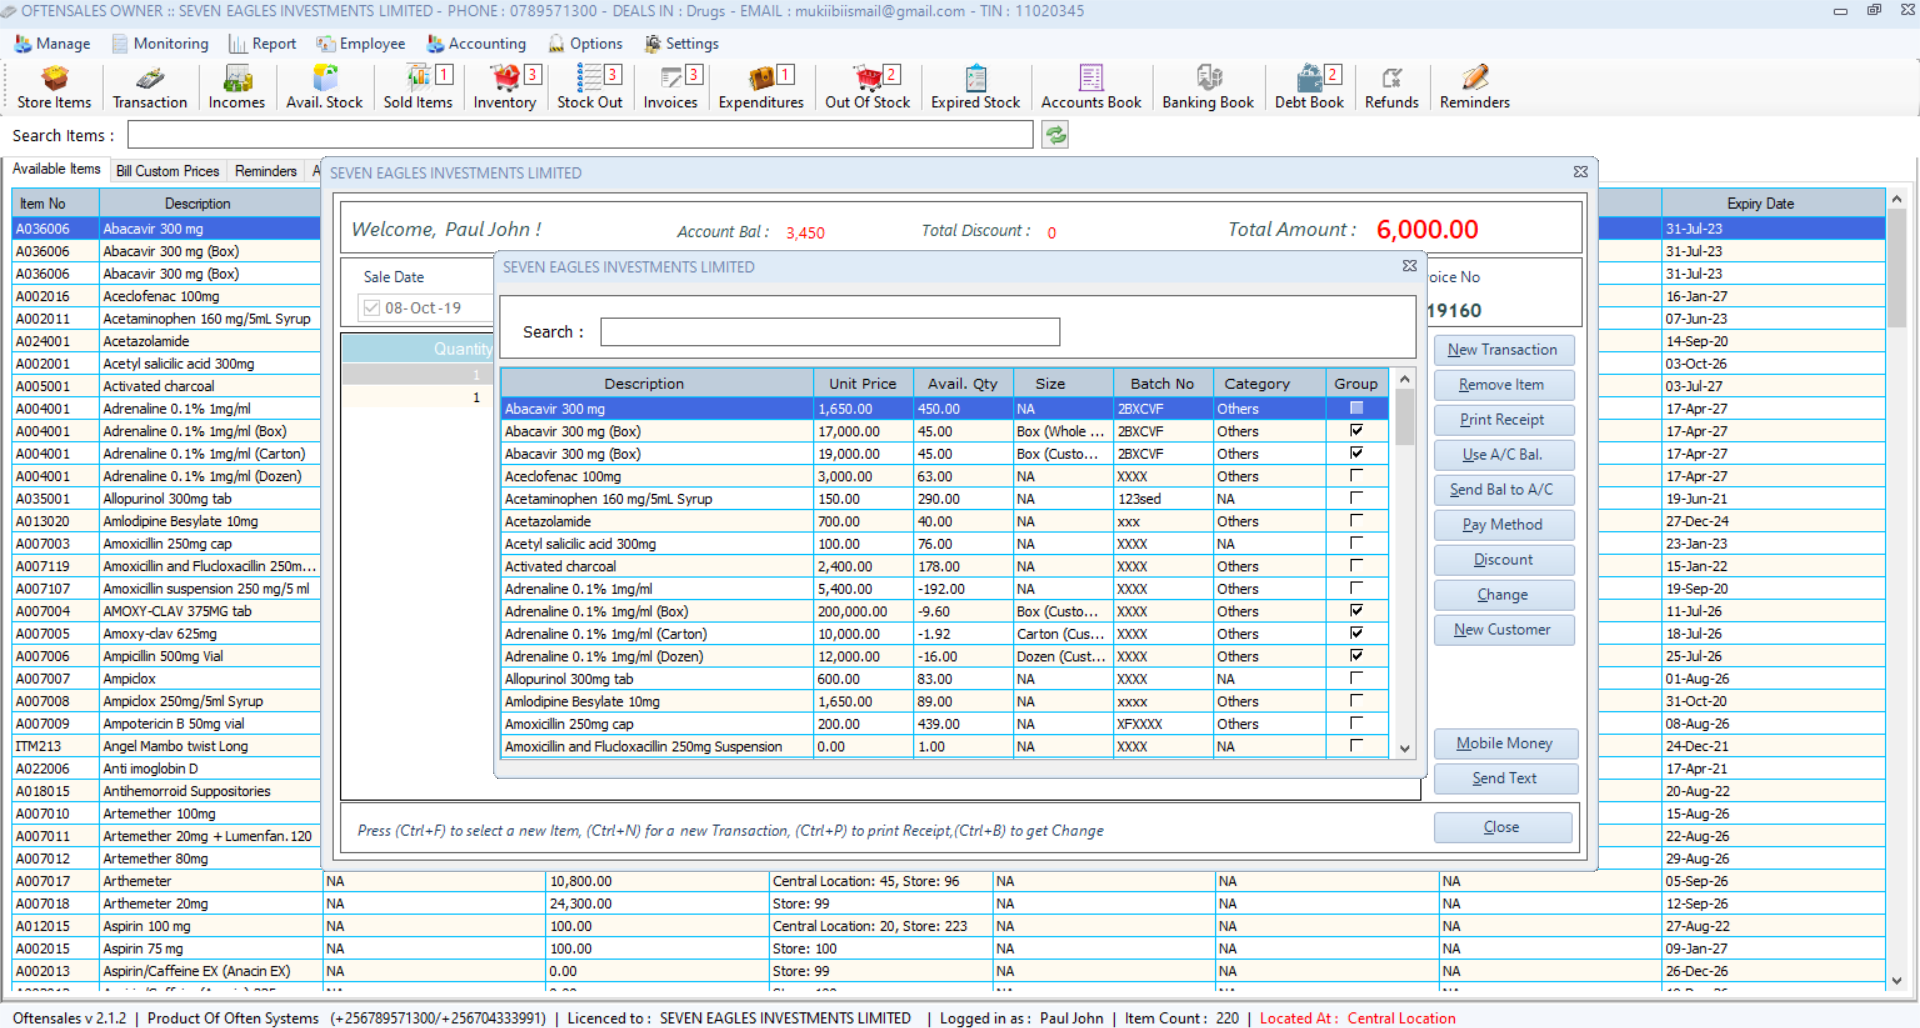 OFTENSALES OWNER :: SEVEN EAGLES INVESTMENTS LIMITED - PHONE : 0789571300 - DEALS IN : Drugs - EMAIL : mukiibiismail@gmail.com - TIN : 11020345
Manage Monitoring Report Employee Accounting Options Settings
1 3 3 3 1 2 2
Store Items Transaction Incomes Avail. Stock Sold Items Inventory Stock Out Invoices Expenditures Out Of Stock Expired Stock Accounts Book Banking Book Debt Book Refunds Reminders
Search Items :
Available Items Bill Custom Prices Reminders A
Item No Description Expiry Date
A036006 Abacavir 300 mg 31-Jul-23
A036006 Abacavir 300 mg (Box) 31-Jul-23
A036006 Abacavir 300 mg (Box) 31-Jul-23
A002016 Aceclofenac 100mg 16-Jan-27
A002011 Acetaminophen 160 mg/5mL Syrup 07-Jun-23
A024001 Acetazolamide 14-Sep-20
A002001 Acetyl salicilic acid 300mg 03-Oct-26
A005001 Activated charcoal 03-Jul-27
A004001 Adrenaline 0.1% 1mg/ml 17-Apr-27
A004001 Adrenaline 0.1% 1mg/ml (Box) 17-Apr-27
A004001 Adrenaline 0.1% 1mg/ml (Carton) 17-Apr-27
A004001 Adrenaline 0.1% 1mg/ml (Dozen) 17-Apr-27
A035001 Allopurinol 300mg tab 19-Jun-21
A013020 Amlodipine Besylate 10mg 27-Dec-24
A007003 Amoxicillin 250mg cap 23-Jan-23
A007119 Amoxicillin and Flucloxacillin 250m... 15-Jan-22
A007107 Amoxicillin suspension 250 mg/5 ml 19-Sep-20
A007004 AMOXY-CLAV 375MG tab 11-Jul-26
A007005 Amoxy-clav 625mg 18-Jul-26
A007006 Ampicillin 500mg Vial 25-Jul-26
A007007 Ampiclox 01-Aug-26
A007008 Ampiclox 250mg/5ml Syrup 31-Oct-20
A007009 Ampotericin B 50mg vial 08-Aug-26
ITM213 Angel Mambo twist Long 24-Dec-21
A022006 Anti imoglobin D 17-Apr-21
A018015 Antihemorroid Suppositories 20-Aug-22
A007010 Artemether 100mg 15-Aug-26
A007011 Artemether 20mg + Lumenfan.120 22-Aug-26
A007012 Artemether 80mg 29-Aug-26
A007017 Arthemeter NA 10,800.00 Central Location: 45, Store: 96 NA NA NA 05-Sep-26
A007018 Arthemeter 20mg NA 24,300.00 Store: 99 NA NA NA 12-Sep-26
A012015 Aspirin 100 mg NA 100.00 Central Location: 20, Store: 223 NA NA NA 27-Aug-22
A002015 Aspirin 75 mg NA 100.00 Store: 100 NA NA NA 09-Jan-27
A002013 Aspirin/Caffeine EX (Anacin EX) NA 0.00 Store: 99 NA NA NA 26-Dec-26
SEVEN EAGLES INVESTMENTS LIMITED
Welcome, Paul John ! Account Bal : 3,450 Total Discount : 0 Total Amount : 6,000.00
Sale Date
08-Oct-19
oice No
19160
Quantity
1
1
New Transaction
Remove Item
Print Receipt
Use A/C Bal.
Send Bal to A/C
Pay Method
Discount
Change
New Customer
Mobile Money
Send Text
Close
Press (Ctrl+F) to select a new Item, (Ctrl+N) for a new Transaction, (Ctrl+P) to print Receipt,(Ctrl+B) to get Change
SEVEN EAGLES INVESTMENTS LIMITED
Search :
Description Unit Price Avail. Qty Size Batch No Category Group
Abacavir 300 mg 1,650.00 450.00 NA 2BXCVF Others
Abacavir 300 mg (Box) 17,000.00 45.00 Box (Whole ... 2BXCVF Others
Abacavir 300 mg (Box) 19,000.00 45.00 Box (Custo... 2BXCVF Others
Aceclofenac 100mg 3,000.00 63.00 NA XXXX Others
Acetaminophen 160 mg/5mL Syrup 150.00 290.00 NA 123sed NA
Acetazolamide 700.00 40.00 NA xxx Others
Acetyl salicilic acid 300mg 100.00 76.00 NA XXXX NA
Activated charcoal 2,400.00 178.00 NA XXXX Others
Adrenaline 0.1% 1mg/ml 5,400.00 -192.00 NA XXXX Others
Adrenaline 0.1% 1mg/ml (Box) 200,000.00 -9.60 Box (Custo... XXXX Others
Adrenaline 0.1% 1mg/ml (Carton) 10,000.00 -1.92 Carton (Cus... XXXX Others
Adrenaline 0.1% 1mg/ml (Dozen) 12,000.00 -16.00 Dozen (Cust... XXXX Others
Allopurinol 300mg tab 600.00 83.00 NA XXXX NA
Amlodipine Besylate 10mg 1,650.00 89.00 NA xxxx Others
Amoxicillin 250mg cap 200.00 439.00 NA XFXXXX Others
Amoxicillin and Flucloxacillin 250mg Suspension 0.00 1.00 NA XXXX NA
Oftensales v 2.1.2 | Product Of Often Systems (+256789571300/+256704333991) | Licenced to : SEVEN EAGLES INVESTMENTS LIMITED | Logged in as : Paul John | Item Count : 220 | Located At : Central Location